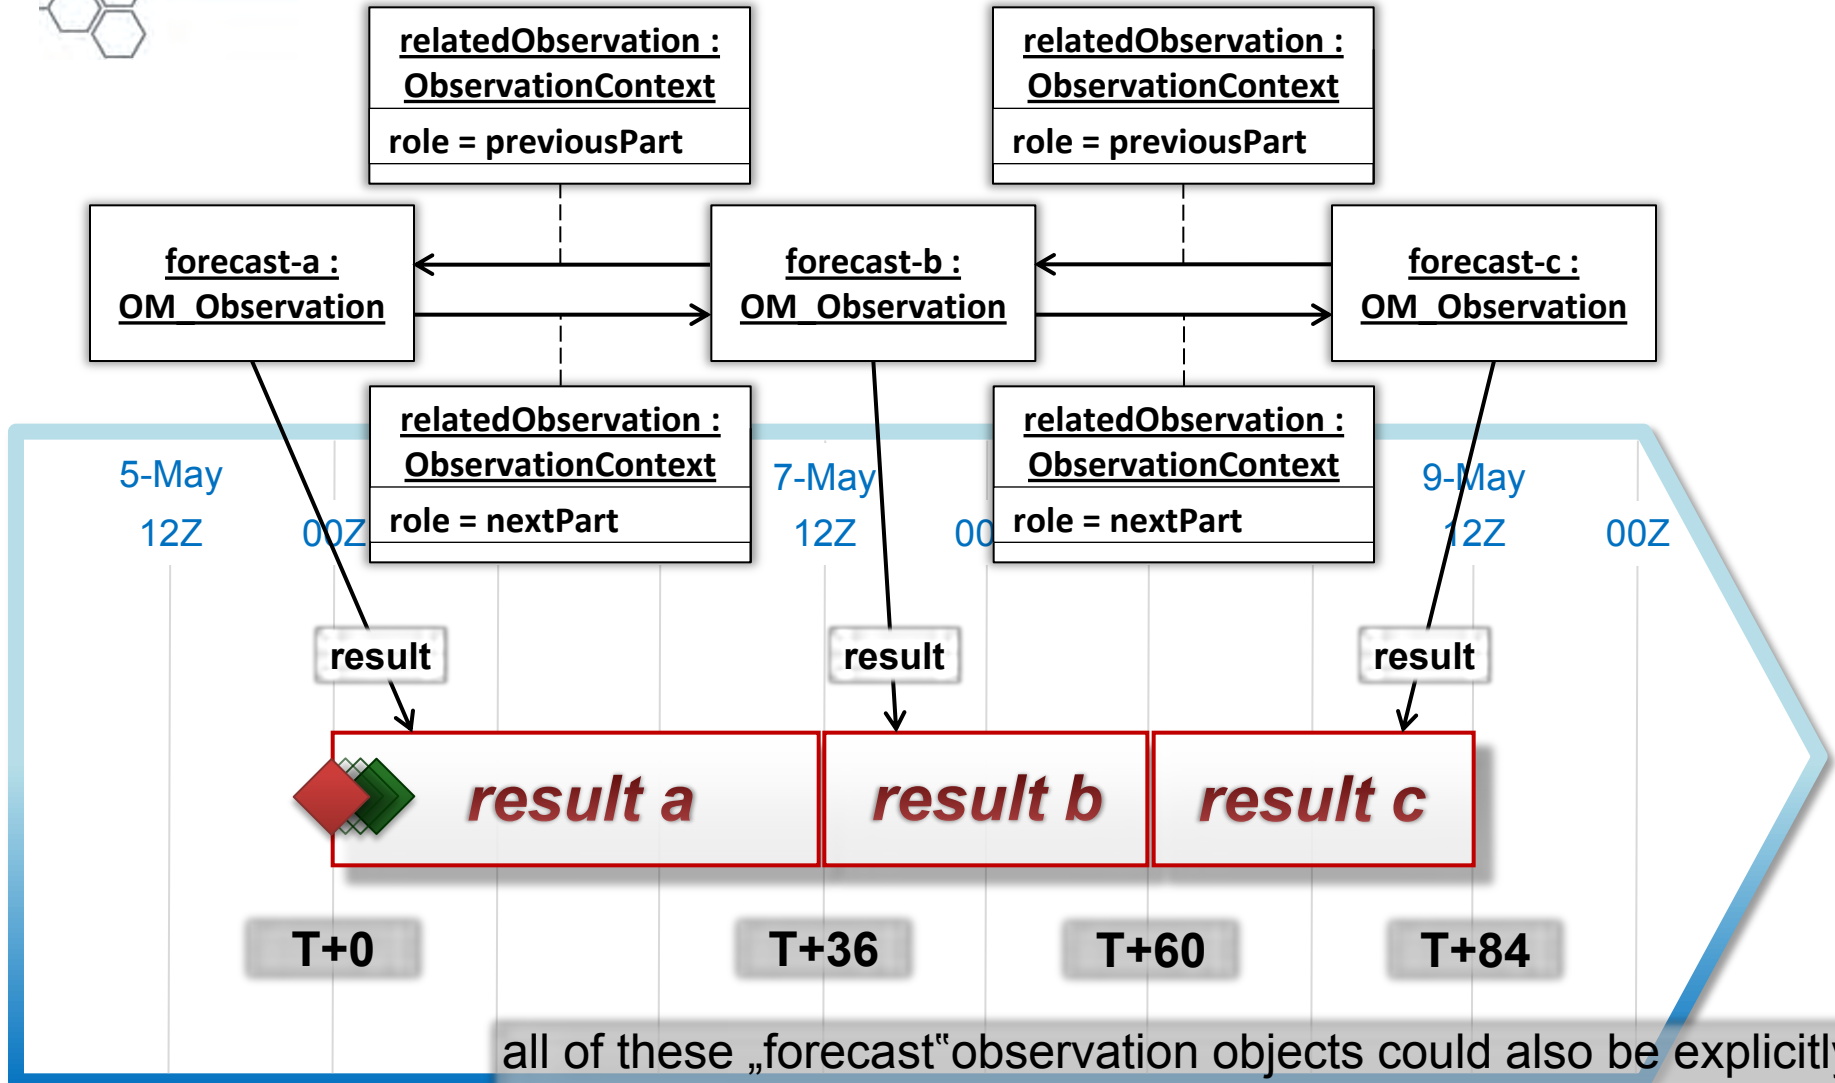 relatedObservation :
ObservationContext
role = previousPart
relatedObservation :
ObservationContext
role = previousPart
forecast-a :
OM_Observation
forecast-b :
OM_Observation
forecast-c :
OM_Observation
relatedObservation :
ObservationContext
role = nextPart
relatedObservation :
ObservationContext
role = nextPart
5-May
7-May
9-May
12Z
00Z
12Z
00
12Z
00Z
result
result
result
result a
result b
result c
T+0
T+36
T+60
T+84
all of these „forecast“observation objects could also be explicitly